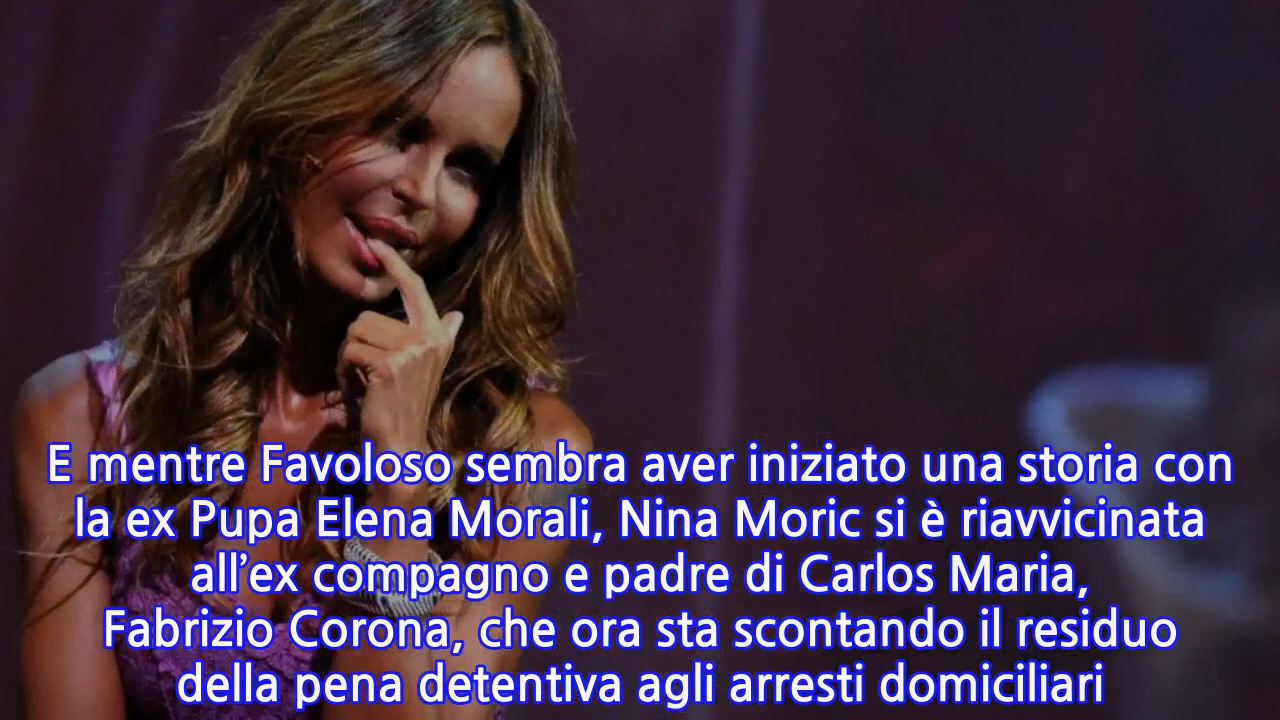 E mentre Favoloso sembra aver iniziato una storia con
la ex Pupa Elena Morali, Nina Moric si è riavvicinata
all’ex compagno e padre di Carlos Maria,
Fabrizio Corona, che ora sta scontando il residuo
della pena detentiva agli arresti domiciliari